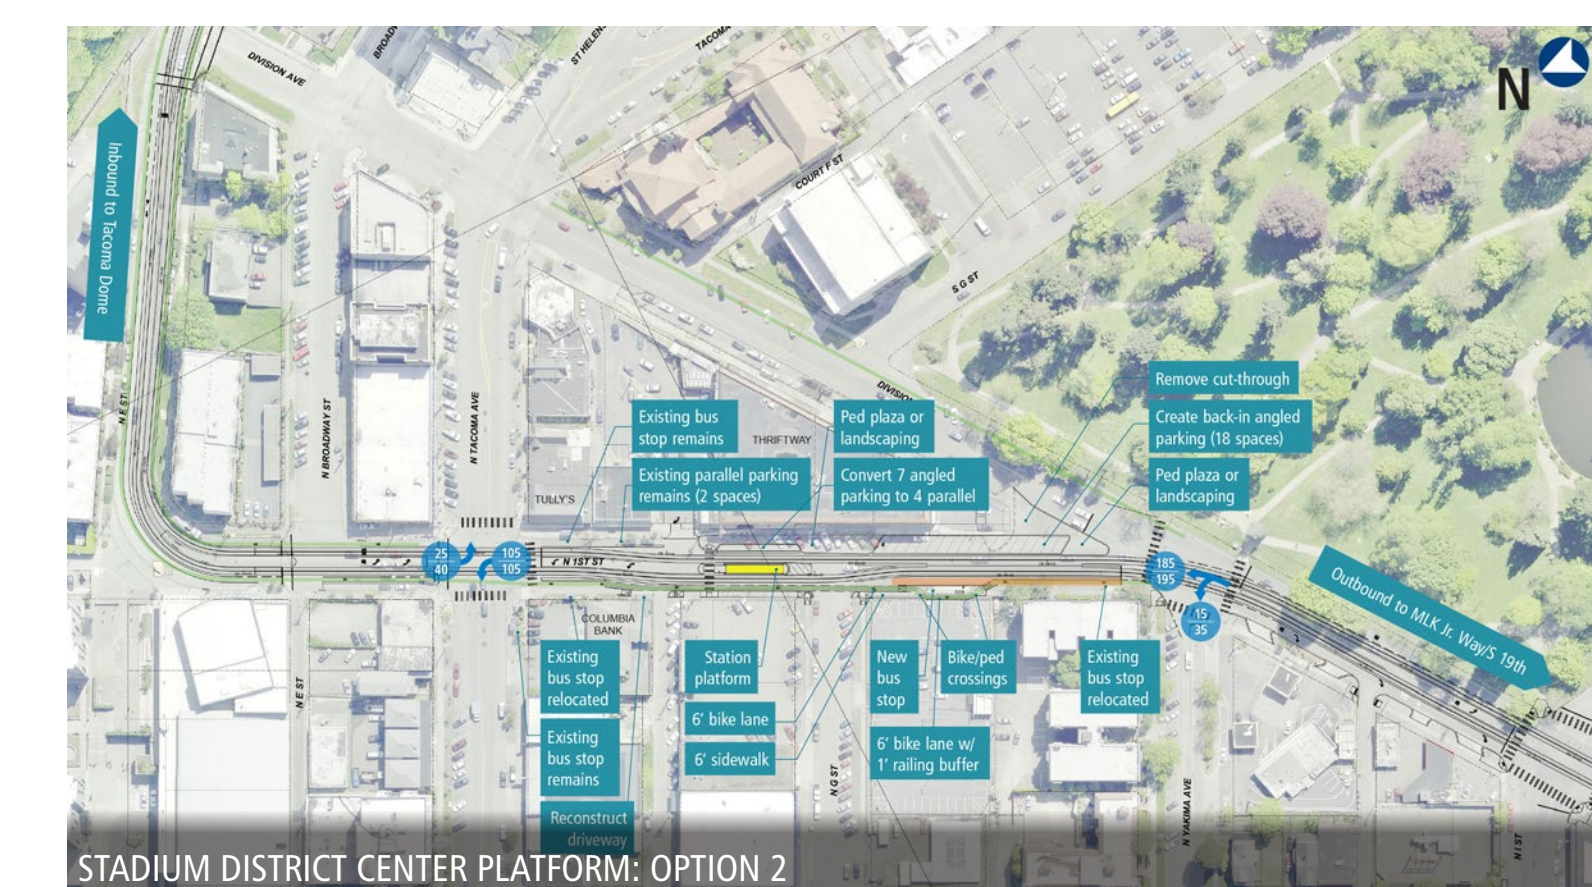 DIVISION AVE
BROAD
ST HELEN
TACOMA
N
Inbound to Tacoma Dome
COURT F ST
S G ST
N E ST
N BROADWAY ST
N TACOMA AVE
DIVISION
Remove cut-through
Existing bus
stop remains
THRIFTWAY
Ped plaza or
landscaping
Create back-in angled
parking (18 spaces)
TULLY'S
Existing parallel parking
remains (2 spaces)
Convert 7 angled
parking to 4 parallel
Ped plaza or
landscaping
25
40
105
105
N 1ST ST
185
195
15
35
Outbound to MLK Jr. Way/S 19th
COLUMBIA
BANK
N E ST
Existing
bus stop
relocated
Station
platform
New
bus
stop
Bike/ped
crossings
Existing
bus stop
relocated
6' bike lane
Existing
bus stop
remains
6' sidewalk
6' bike lane w/
1' railing buffer
N G ST
N YAKIMA AVE
N I ST
Reconstruct
driveway
STADIUM DISTRICT CENTER PLATFORM: OPTION 2